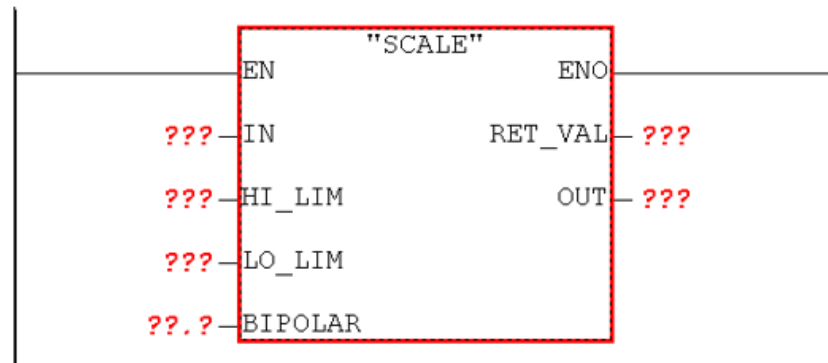 "SCALE"
EN ENO
??? IN RET_VAL ???
??? HI_LIM OUT ???
??? LO_LIM
??.? BIPOLAR